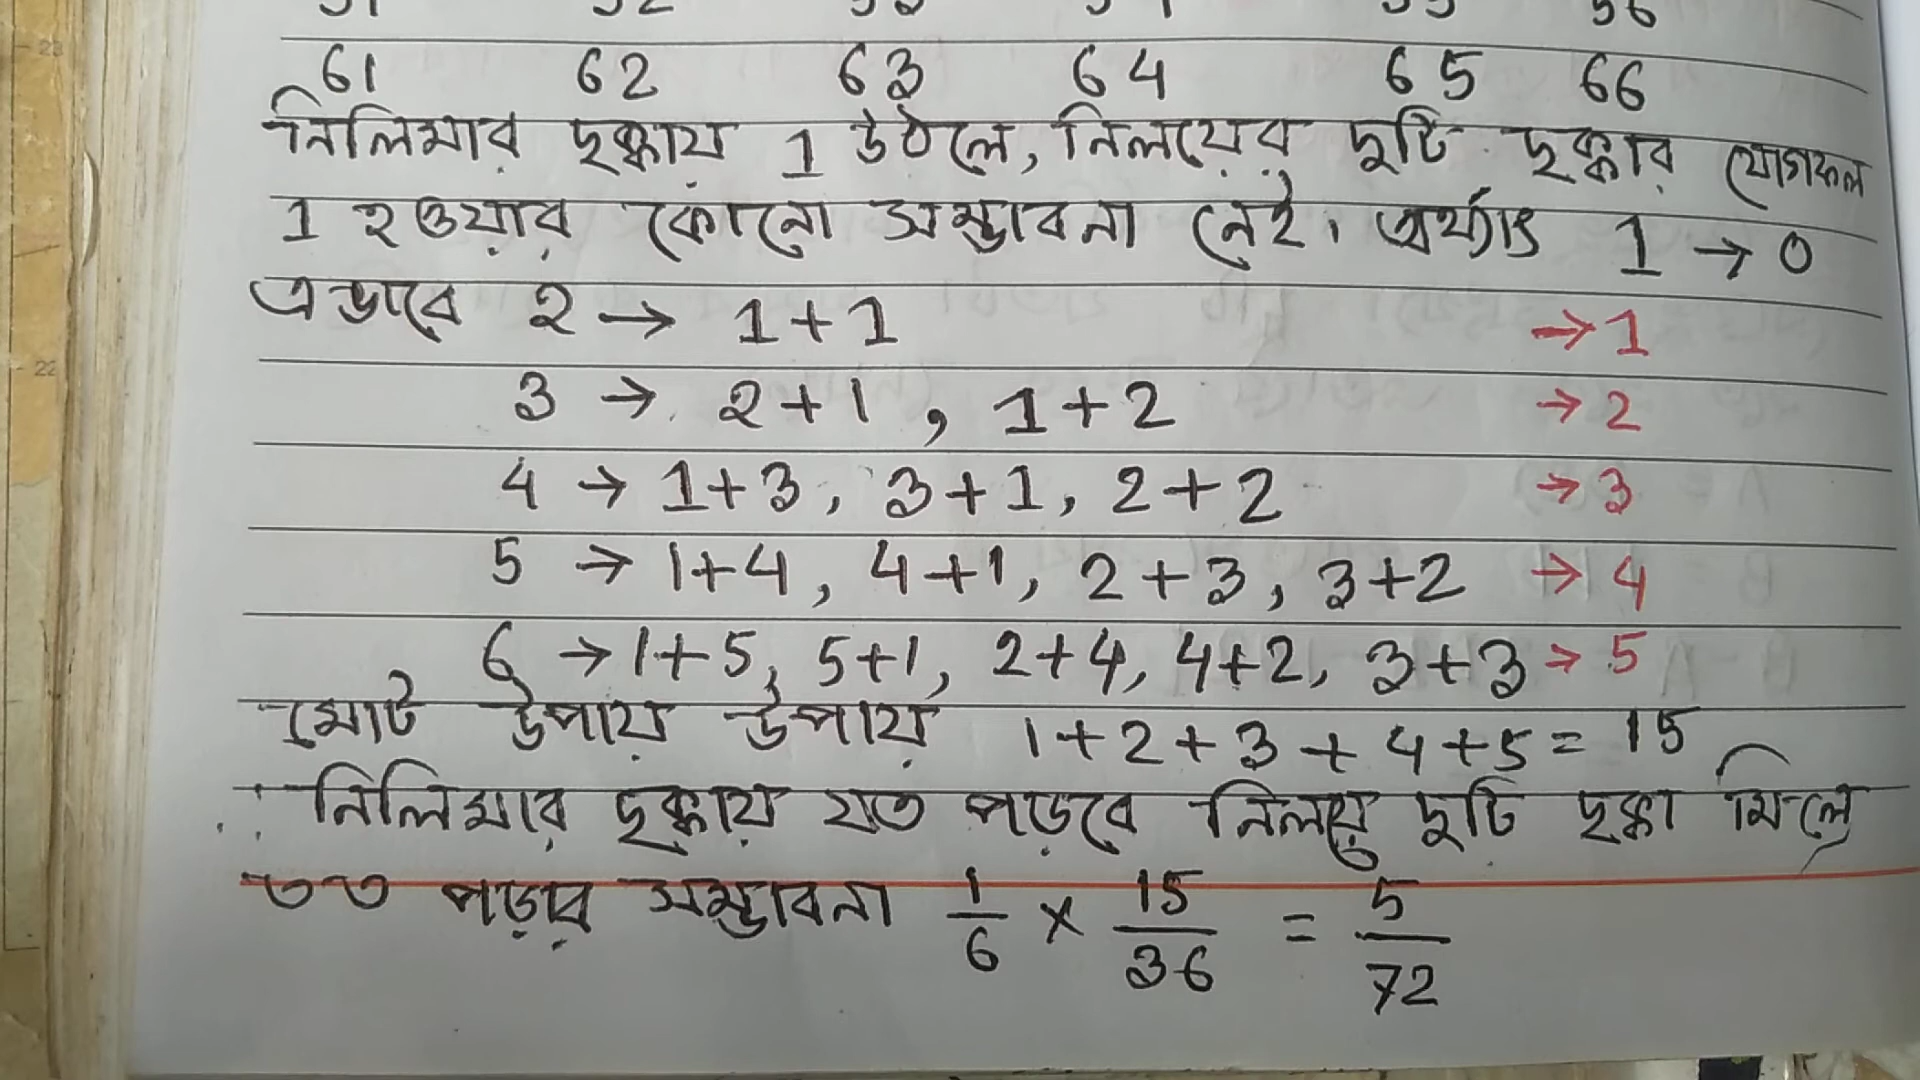 61 62 63 64 65 66
নিলিমার ছক্কায় 1 উঠলে, নিলয়ের দুটি ছক্কার যোগফল
1 হওয়ার কোনো সম্ভাবনা নেই। অর্থাৎ 1 → 0
এভাবে 2 → 1+1 → 1
3 → 2+1, 1+2 → 2
4 → 1+3, 3+1, 2+2 → 3
5 → 1+4, 4+1, 2+3, 3+2 → 4
6 → 1+5, 5+1, 2+4, 4+2, 3+3 → 5
মোট উপায় উপায় 1+2+3+4+5 = 15
∴ নিলিমার ছক্কায় যত পড়বে নিলয়ে দুটি ছক্কা মিলে
তত পড়ার সম্ভাবনা 1/6 × 15/36 = 5/72